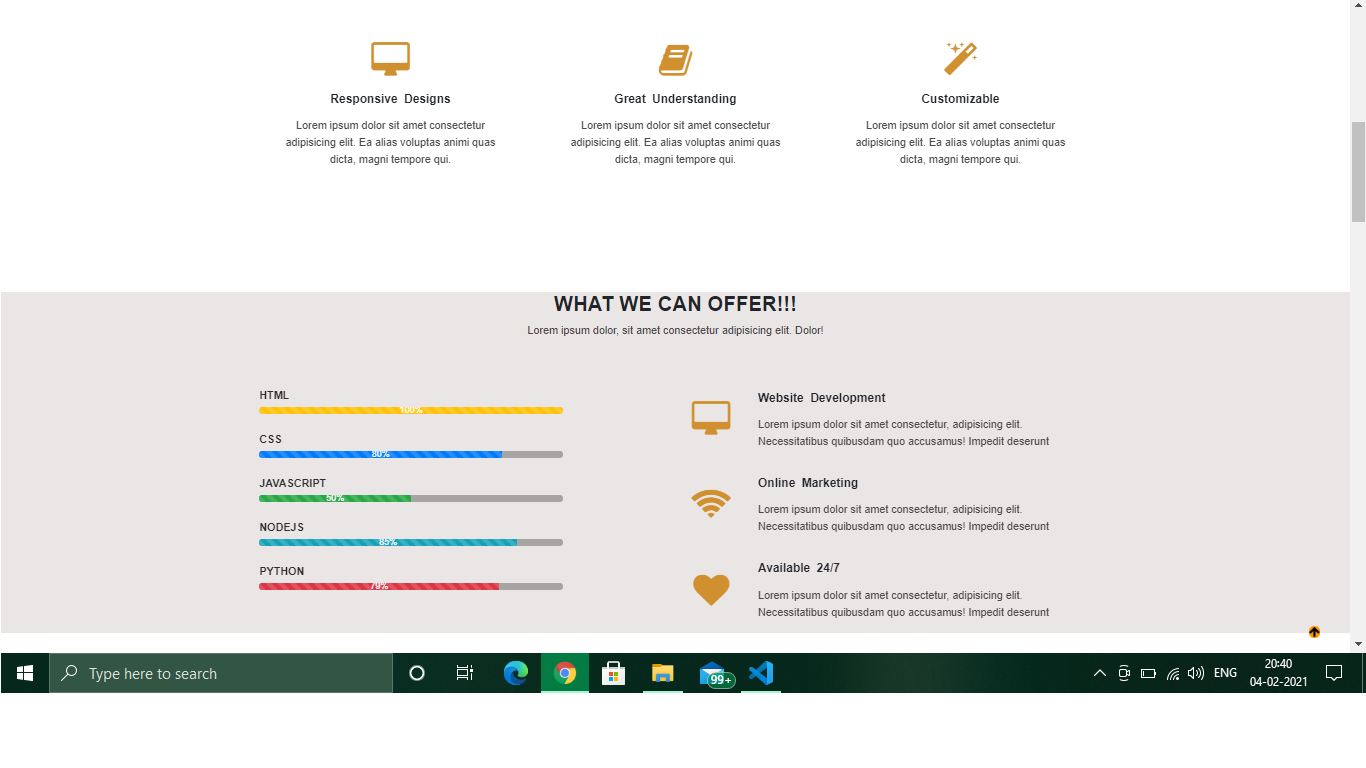 Responsive Designs
Lorem ipsum dolor sit amet consectetur
adipisicing elit. Ea alias voluptas animi quas
dicta, magni tempore qui.
Great Understanding
Lorem ipsum dolor sit amet consectetur
adipisicing elit. Ea alias voluptas animi quas
dicta, magni tempore qui.
Customizable
Lorem ipsum dolor sit amet consectetur
adipisicing elit. Ea alias voluptas animi quas
dicta, magni tempore qui.
WHAT WE CAN OFFER!!!
Lorem ipsum dolor, sit amet consectetur adipisicing elit. Dolor!
HTML
100%
CSS
80%
JAVASCRIPT
50%
NODEJS
85%
PYTHON
79%
Website Development
Lorem ipsum dolor sit amet consectetur, adipisicing elit.
Necessitatibus quibusdam quo accusamus! Impedit deserunt
Online Marketing
Lorem ipsum dolor sit amet consectetur, adipisicing elit.
Necessitatibus quibusdam quo accusamus! Impedit deserunt
Available 24/7
Lorem ipsum dolor sit amet consectetur, adipisicing elit.
Necessitatibus quibusdam quo accusamus! Impedit deserunt
Type here to search
99+
ENG
20:40
04-02-2021